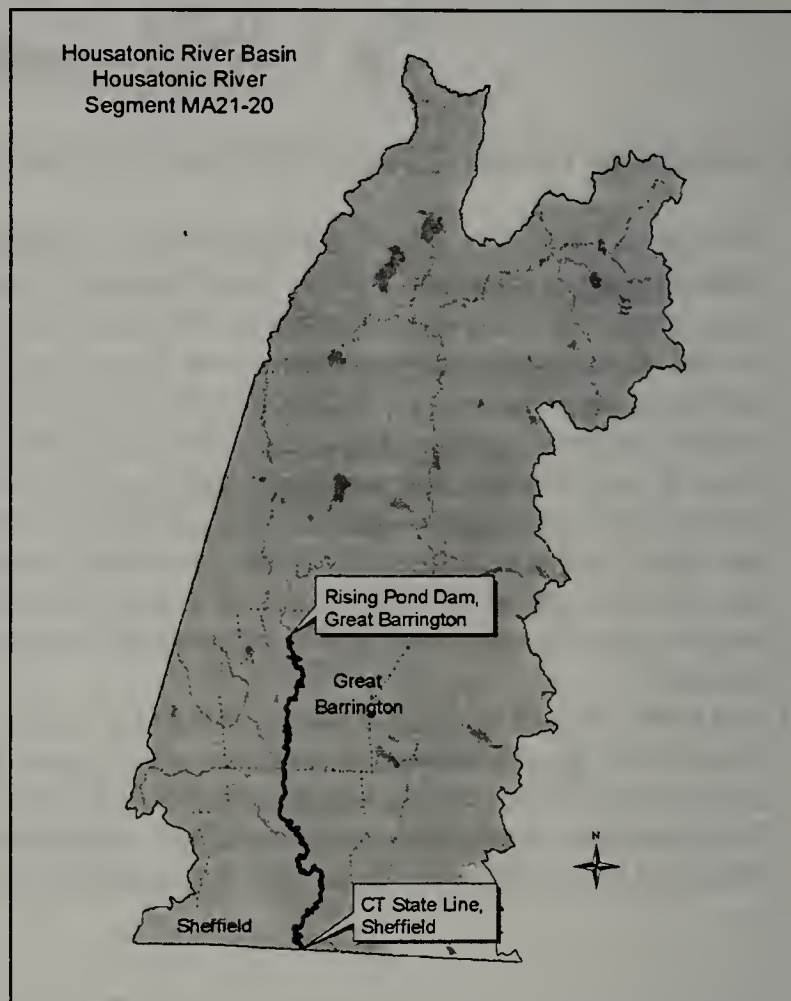 Housatonic River Basin
Housatonic River
Segment MA21-20
Rising Pond Dam,
Great Barrington
Great
Barrington
N
CT State Line,
Sheffield
Sheffield